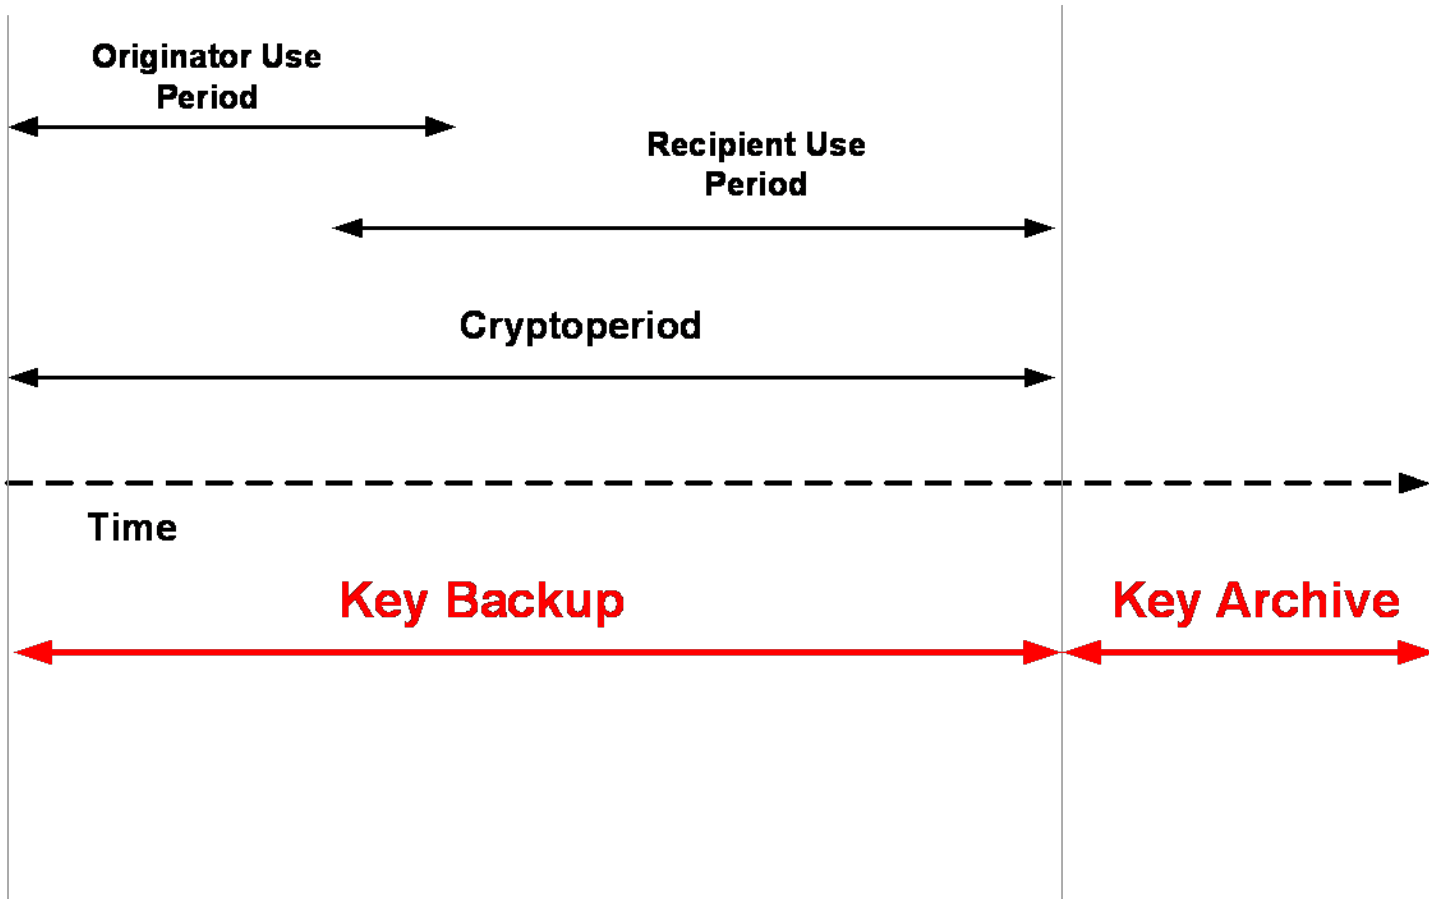 Originator Use
Period
Recipient Use
Period
Cryptoperiod
Time
Key Backup
Key Archive